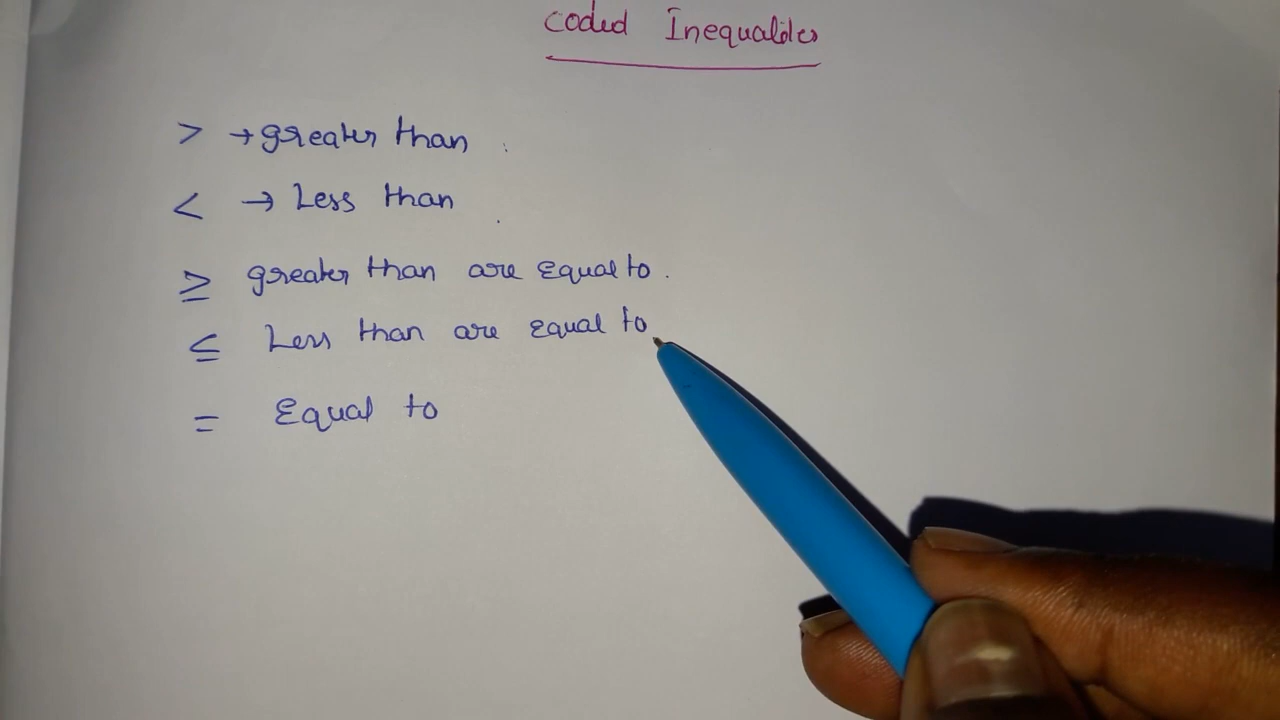 Coded Inequalities
> → greater than
< → Less than
≥ greater than are Equal to.
≤ Less than are Equal to
= Equal to